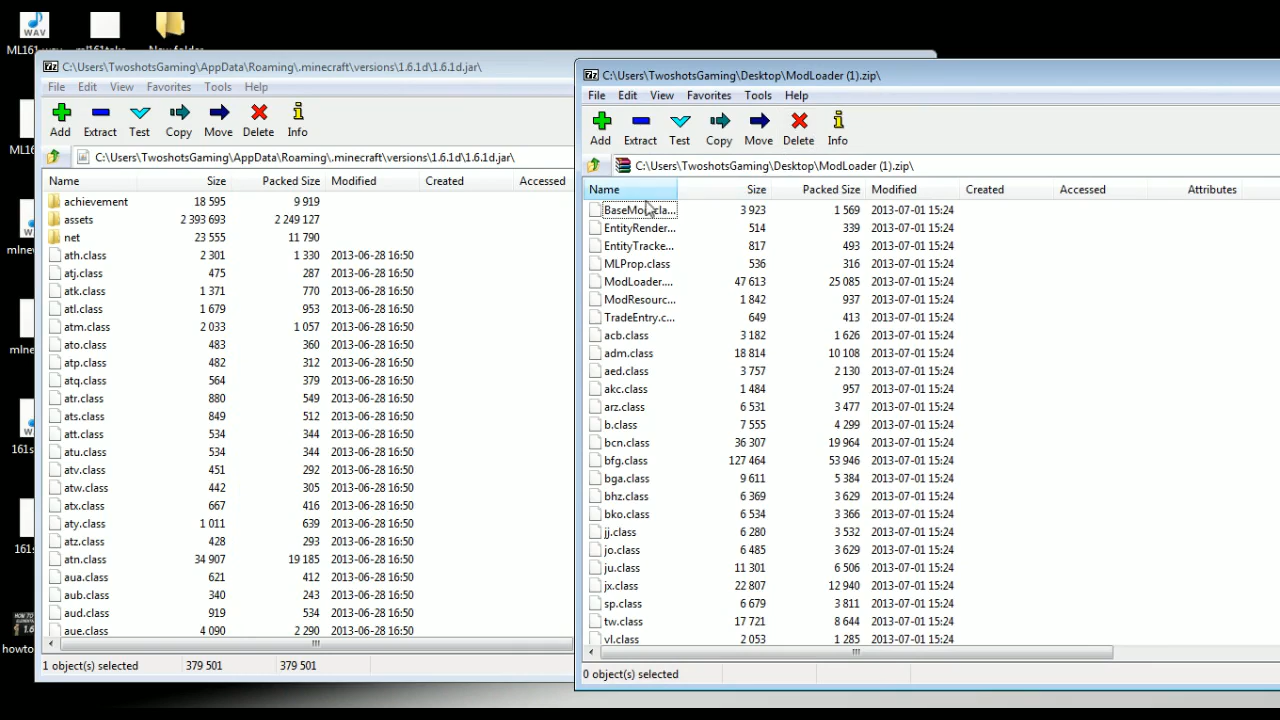 WAV
ML161.wav
ml161take
New folder
ML16
mlnew
mlne
161s
161s
HOW TO
1.6
howto
C:\Users\TwoshotsGaming\AppData\Roaming\.minecraft\versions\1.6.1d\1.6.1d.jar\
File Edit View Favorites Tools Help
Add Extract Test Copy Move Delete Info
C:\Users\TwoshotsGaming\AppData\Roaming\.minecraft\versions\1.6.1d\1.6.1d.jar\
Name Size Packed Size Modified Created Accessed
achievement 18 595 9 919
assets 2 393 693 2 249 127
net 23 555 11 790
ath.class 2 301 1 330 2013-06-28 16:50
atj.class 475 287 2013-06-28 16:50
atk.class 1 371 770 2013-06-28 16:50
atl.class 1 679 953 2013-06-28 16:50
atm.class 2 033 1 057 2013-06-28 16:50
ato.class 483 360 2013-06-28 16:50
atp.class 482 312 2013-06-28 16:50
atq.class 564 379 2013-06-28 16:50
atr.class 880 549 2013-06-28 16:50
ats.class 849 512 2013-06-28 16:50
att.class 534 344 2013-06-28 16:50
atu.class 534 344 2013-06-28 16:50
atv.class 451 292 2013-06-28 16:50
atw.class 442 305 2013-06-28 16:50
atx.class 667 416 2013-06-28 16:50
aty.class 1 011 639 2013-06-28 16:50
atz.class 428 293 2013-06-28 16:50
atn.class 34 907 19 185 2013-06-28 16:50
aua.class 621 412 2013-06-28 16:50
aub.class 340 243 2013-06-28 16:50
aud.class 919 534 2013-06-28 16:50
aue.class 4 090 2 290 2013-06-28 16:50
1 object(s) selected 379 501 379 501
C:\Users\TwoshotsGaming\Desktop\ModLoader (1).zip\
File Edit View Favorites Tools Help
Add Extract Test Copy Move Delete Info
C:\Users\TwoshotsGaming\Desktop\ModLoader (1).zip\
Name Size Packed Size Modified Created Accessed Attributes
BaseMod.cla... 3 923 1 569 2013-07-01 15:24
EntityRender... 514 339 2013-07-01 15:24
EntityTracke... 817 493 2013-07-01 15:24
MLProp.class 536 316 2013-07-01 15:24
ModLoader.... 47 613 25 085 2013-07-01 15:24
ModResourc... 1 842 937 2013-07-01 15:24
TradeEntry.c... 649 413 2013-07-01 15:24
acb.class 3 182 1 626 2013-07-01 15:24
adm.class 18 814 10 108 2013-07-01 15:24
aed.class 3 757 2 130 2013-07-01 15:24
akc.class 1 484 957 2013-07-01 15:24
arz.class 6 531 3 477 2013-07-01 15:24
b.class 7 555 4 299 2013-07-01 15:24
bcn.class 36 307 19 964 2013-07-01 15:24
bfg.class 127 464 53 946 2013-07-01 15:24
bga.class 9 611 5 384 2013-07-01 15:24
bhz.class 6 369 3 629 2013-07-01 15:24
bko.class 6 534 3 366 2013-07-01 15:24
jj.class 6 280 3 532 2013-07-01 15:24
jo.class 6 485 3 629 2013-07-01 15:24
ju.class 11 301 6 506 2013-07-01 15:24
jx.class 22 807 12 940 2013-07-01 15:24
sp.class 6 679 3 811 2013-07-01 15:24
tw.class 17 721 8 644 2013-07-01 15:24
vl.class 2 053 1 285 2013-07-01 15:24
0 object(s) selected